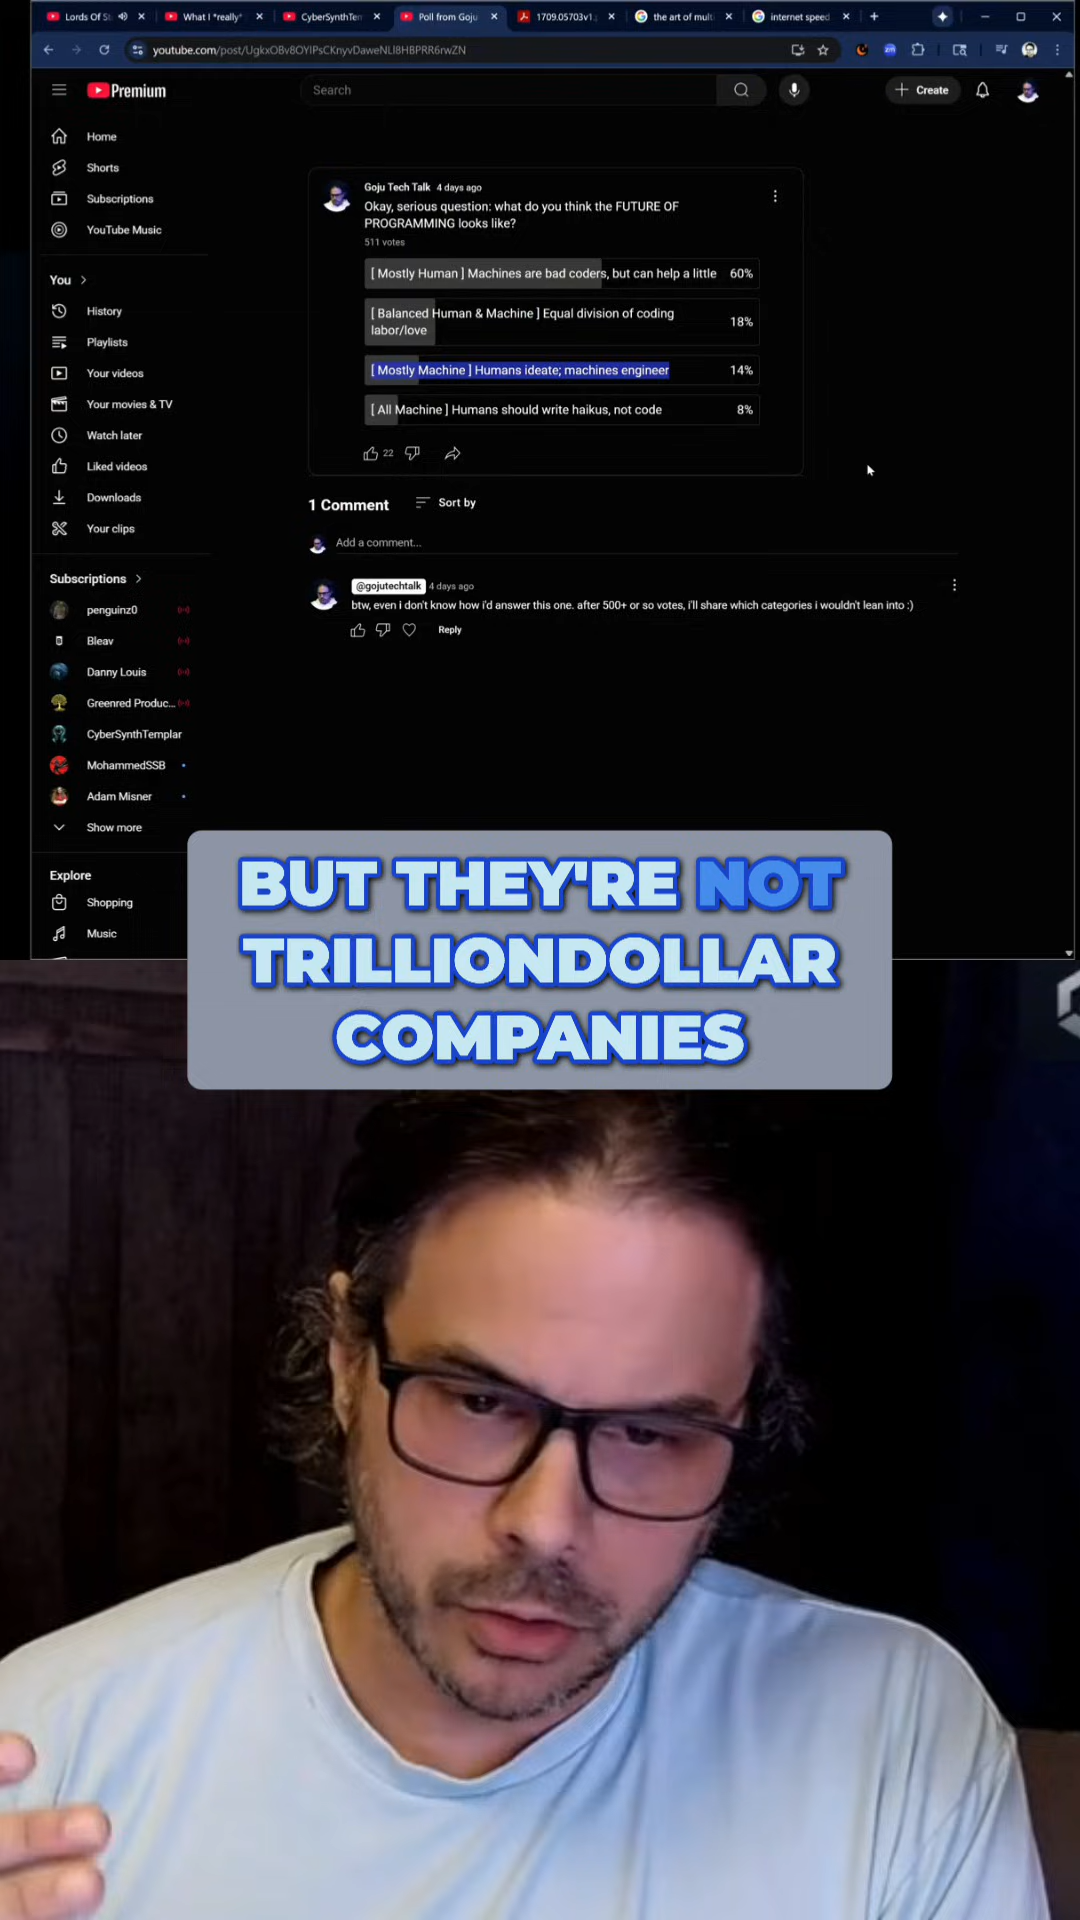 Lords Of St
What I *really*
CyberSynthTem
Poll from Goju
1709.05703v1.
the art of mult
internet speed
youtube.com/post/UgkxOBv8OYIPsCKnyvDaweNLI8HBPRR6rwZN
Premium
Search
Create
Home
Shorts
Subscriptions
YouTube Music
You
History
Playlists
Your videos
Your movies & TV
Watch later
Liked videos
Downloads
Your clips
Subscriptions
penguinz0
Bleav
Danny Louis
Greenred Produc...
CyberSynthTemplar
MohammedSSB
Adam Misner
Show more
Explore
Shopping
Music
Goju Tech Talk 4 days ago
Okay, serious question: what do you think the FUTURE OF
PROGRAMMING looks like?
511 votes
[ Mostly Human ] Machines are bad coders, but can help a little 60%
[ Balanced Human & Machine ] Equal division of coding
labor/love 18%
[ Mostly Machine ] Humans ideate; machines engineer 14%
[ All Machine ] Humans should write haikus, not code 8%
22
1 Comment
Sort by
Add a comment...
@gojutechtalk 4 days ago
btw, even i don't know how i'd answer this one. after 500+ or so votes, i'll share which categories i wouldn't lean into :)
Reply
BUT THEY'RE NOT
TRILLIONDOLLAR
COMPANIES